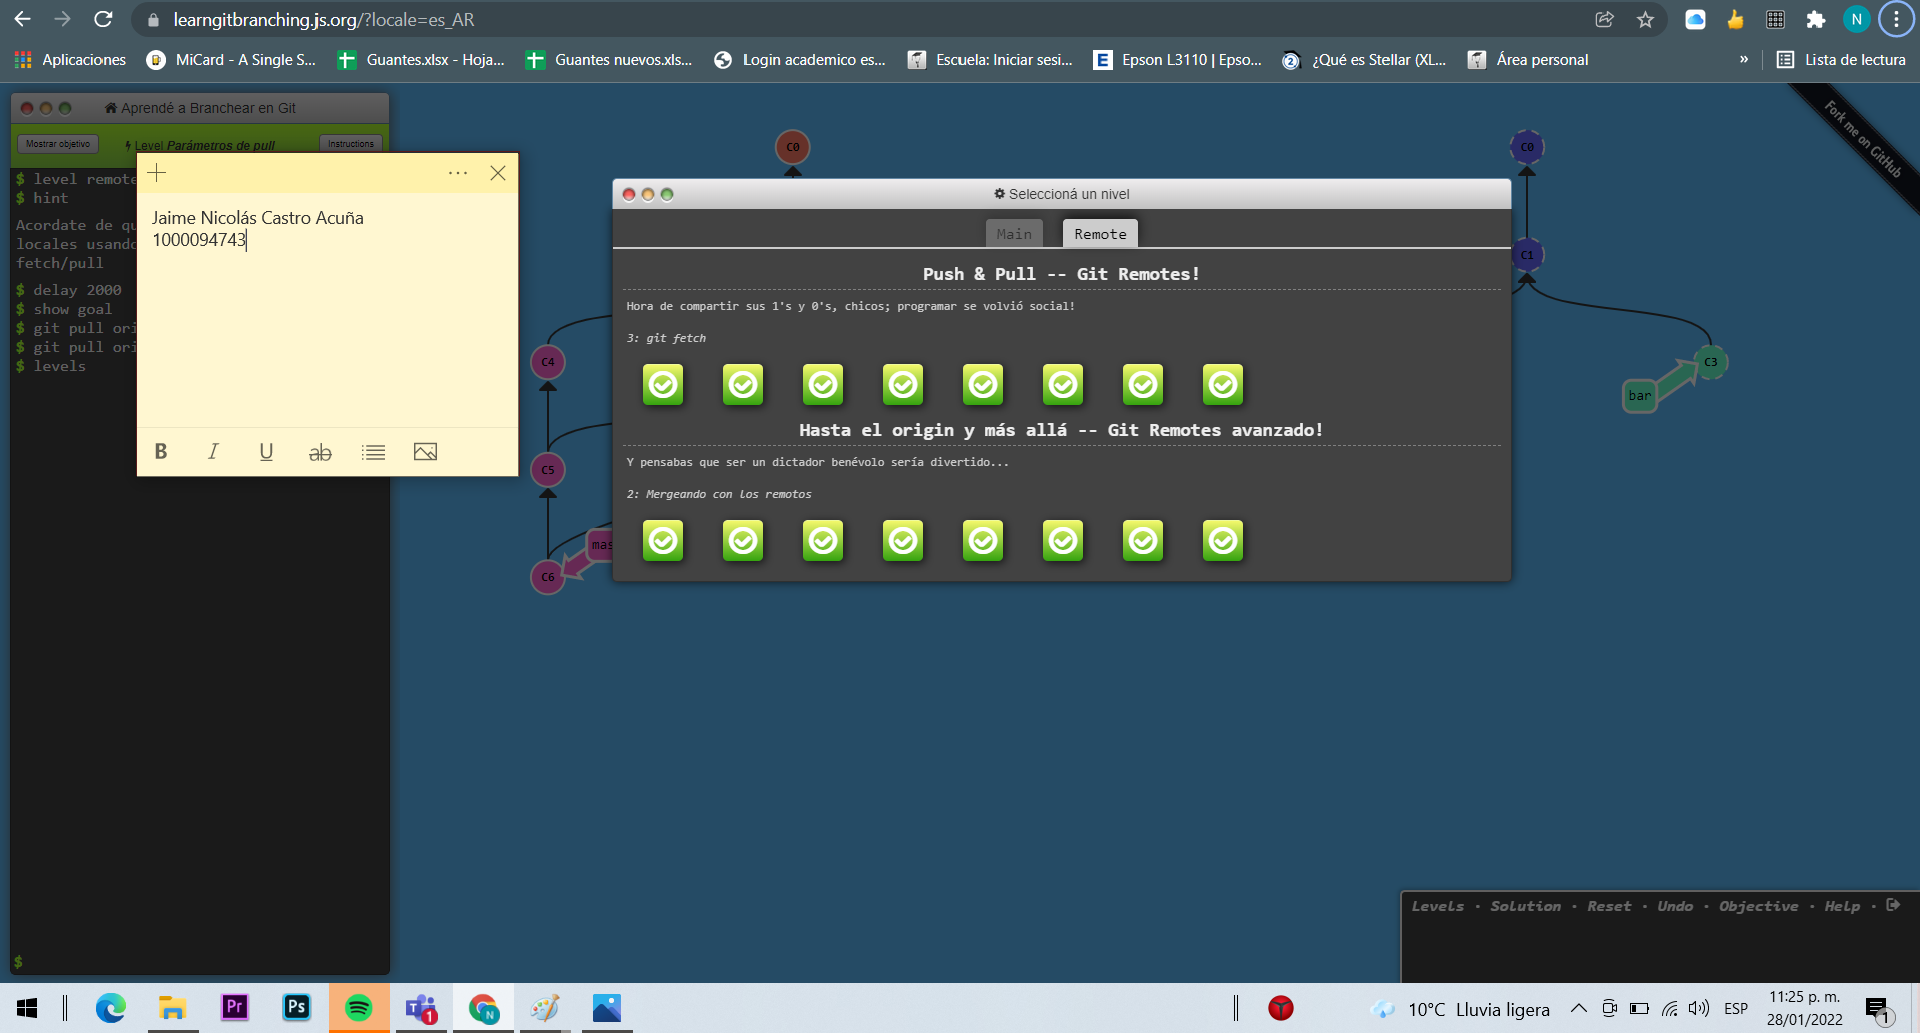 learngitbranching.js.org/?locale=es_AR
N
Aplicaciones
MiCard - A Single S...
Guantes.xlsx - Hoja...
Guantes nuevos.xls...
Login academico es...
Escuela: Iniciar sesi...
Epson L3110 | Epso...
¿Qué es Stellar (XL...
Área personal
»
Lista de lectura
Aprendé a Branchear en Git
Mostrar objetivo
Level Parámetros de pull
Instructions
$ level remote
$ hint
Acordate de qu
locales usando
fetch/pull
$ delay 2000
$ show goal
$ git pull ori
$ git pull ori
$ levels
$
Jaime Nicolás Castro Acuña
1000094743
B I U ab
C0
C4
C5
C6
mas
Seleccioná un nivel
Main
Remote
Push & Pull -- Git Remotes!
Hora de compartir sus 1's y 0's, chicos; programar se volvió social!
3: git fetch
Hasta el origin y más allá -- Git Remotes avanzado!
Y pensabas que ser un dictador benévolo sería divertido...
2: Mergeando con los remotos
C0
C1
C3
bar
Fork me on GitHub
Levels · Solution · Reset · Undo · Objective · Help ·
Pr
Ps
T
1
N
10°C Lluvia ligera
ESP
11:25 p. m.
28/01/2022
1